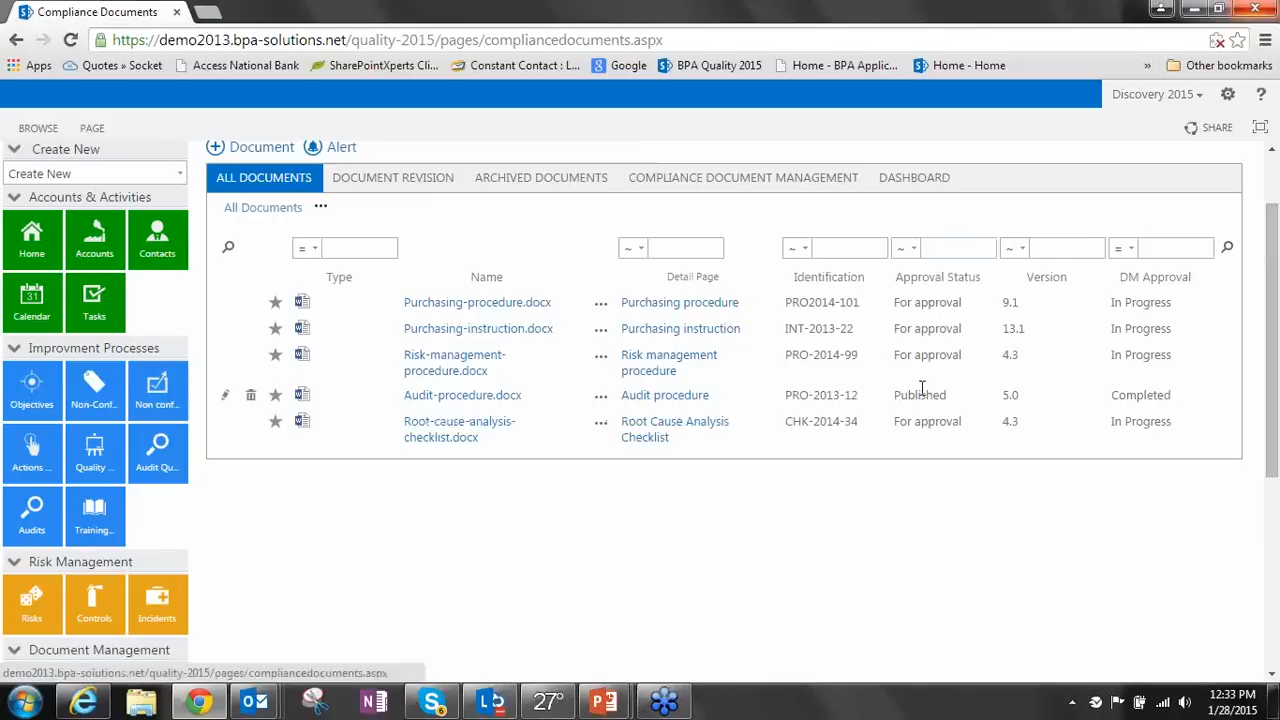 Compliance Documents
https://demo2013.bpa-solutions.net/quality-2015/pages/compliancedocuments.aspx
Apps Quotes » Socket Access National Bank SharePointXperts Cli... Constant Contact : L... Google BPA Quality 2015 Home - BPA Applic... Home - Home » Other bookmarks
Discovery 2015 ?
BROWSE PAGE SHARE
Create New
Document Alert
Create New
ALL DOCUMENTS DOCUMENT REVISION ARCHIVED DOCUMENTS COMPLIANCE DOCUMENT MANAGEMENT DASHBOARD
Accounts & Activities
All Documents ...
Home Accounts Contacts
= ~ ~ ~ ~ =
Type Name Detail Page Identification Approval Status Version DM Approval
Purchasing-procedure.docx ... Purchasing procedure PRO2014-101 For approval 9.1 In Progress
31
Calendar Tasks
Purchasing-instruction.docx ... Purchasing instruction INT-2013-22 For approval 13.1 In Progress
Improvment Processes
Risk-management-procedure.docx ... Risk management procedure PRO-2014-99 For approval 4.3 In Progress
Objectives Non-Conf... Non conf...
Audit-procedure.docx ... Audit procedure PRO-2013-12 Published 5.0 Completed
Root-cause-analysis-checklist.docx ... Root Cause Analysis Checklist CHK-2014-34 For approval 4.3 In Progress
Actions ... Quality ... Audit Qu...
Audits Training...
Risk Management
Risks Controls Incidents
Document Management
demo2013.bpa-solutions.net/quality-2015/pages/compliancedocuments.aspx
6 27° 12:33 PM
1/28/2015